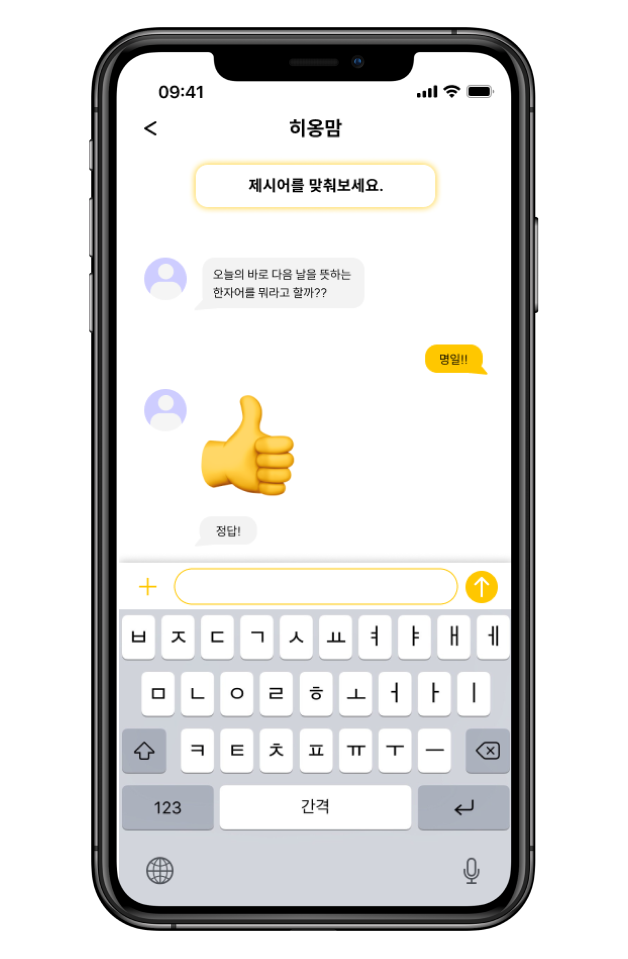 09:41
<
히옹맘
제시어를 맞춰보세요.
오늘의 바로 다음 날을 뜻하는
한자어를 뭐라고 할까??
명일!!
정답!
ㅂ ㅈ ㄷ ㄱ ㅅ ㅛ ㅕ ㅑ ㅐ ㅔ
ㅁ ㄴ ㅇ ㄹ ㅎ ㅗ ㅓ ㅏ ㅣ
ㅋ ㅌ ㅊ ㅍ ㅠ ㅜ ㅡ
123 간격